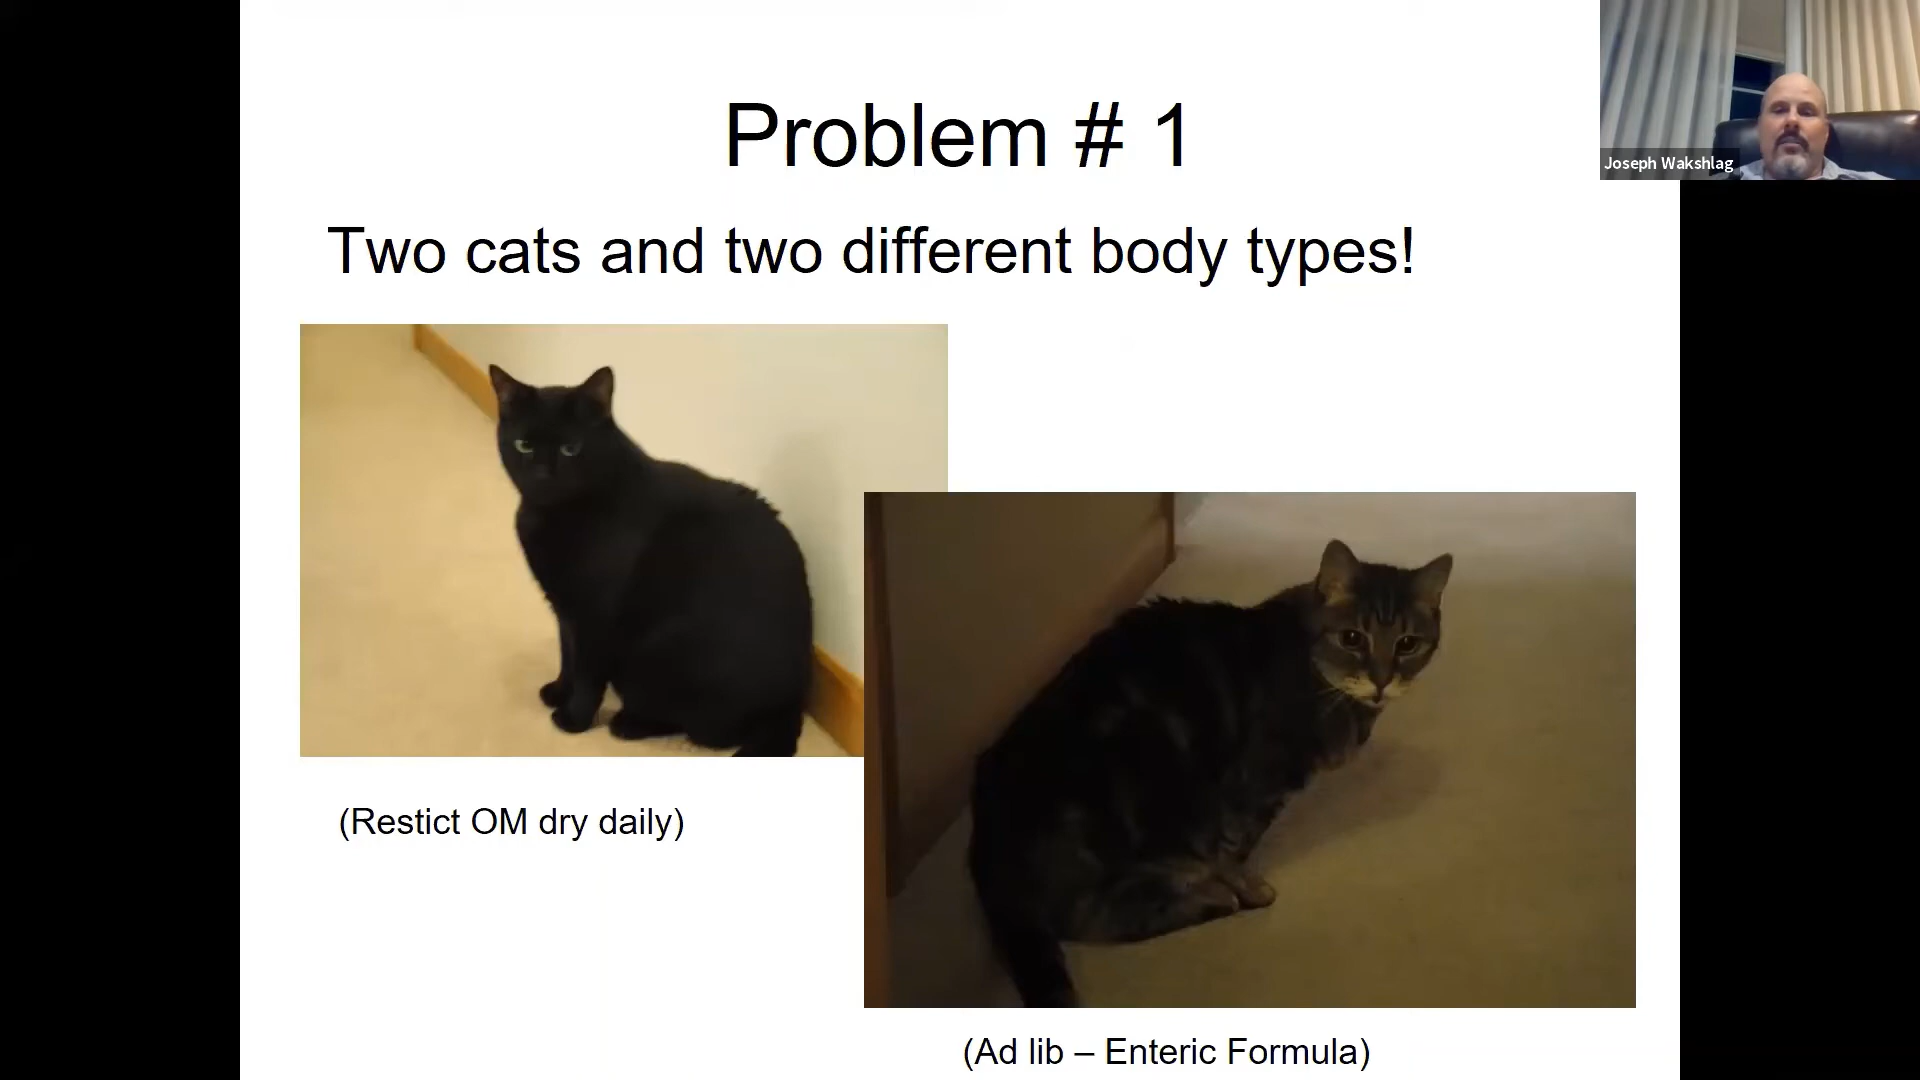 Problem # 1
Joseph Wakshlag
Two cats and two different body types!
(Restict OM dry daily)
(Ad lib – Enteric Formula)